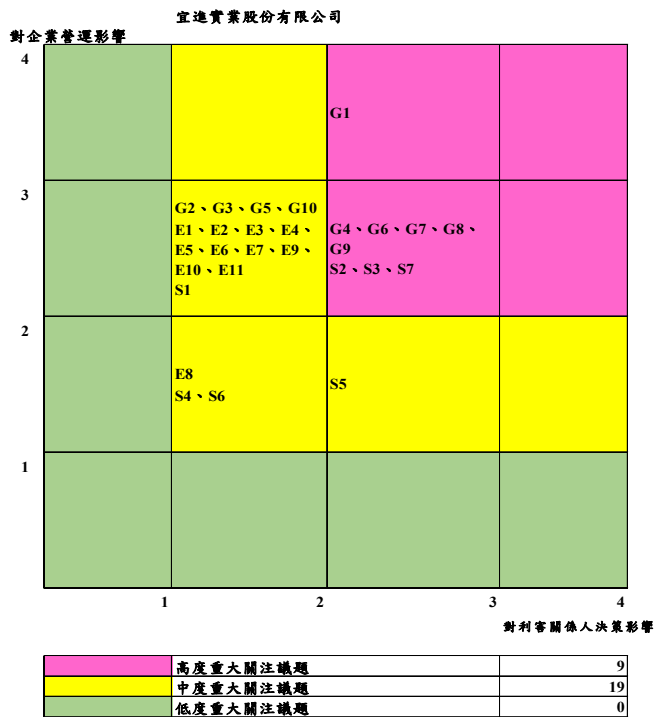 宜進實業股份有限公司
對企業營運影響
4
G1
3
G2、G3、G5、G10
E1、E2、E3、E4、
E5、E6、E7、E9、
E10、E11
S1
G4、G6、G7、G8、
G9
S2、S3、S7
2
E8
S4、S6
S5
1
1 2 3 4
對利害關係人決策影響
高度重大關注議題 9
中度重大關注議題 19
低度重大關注議題 0